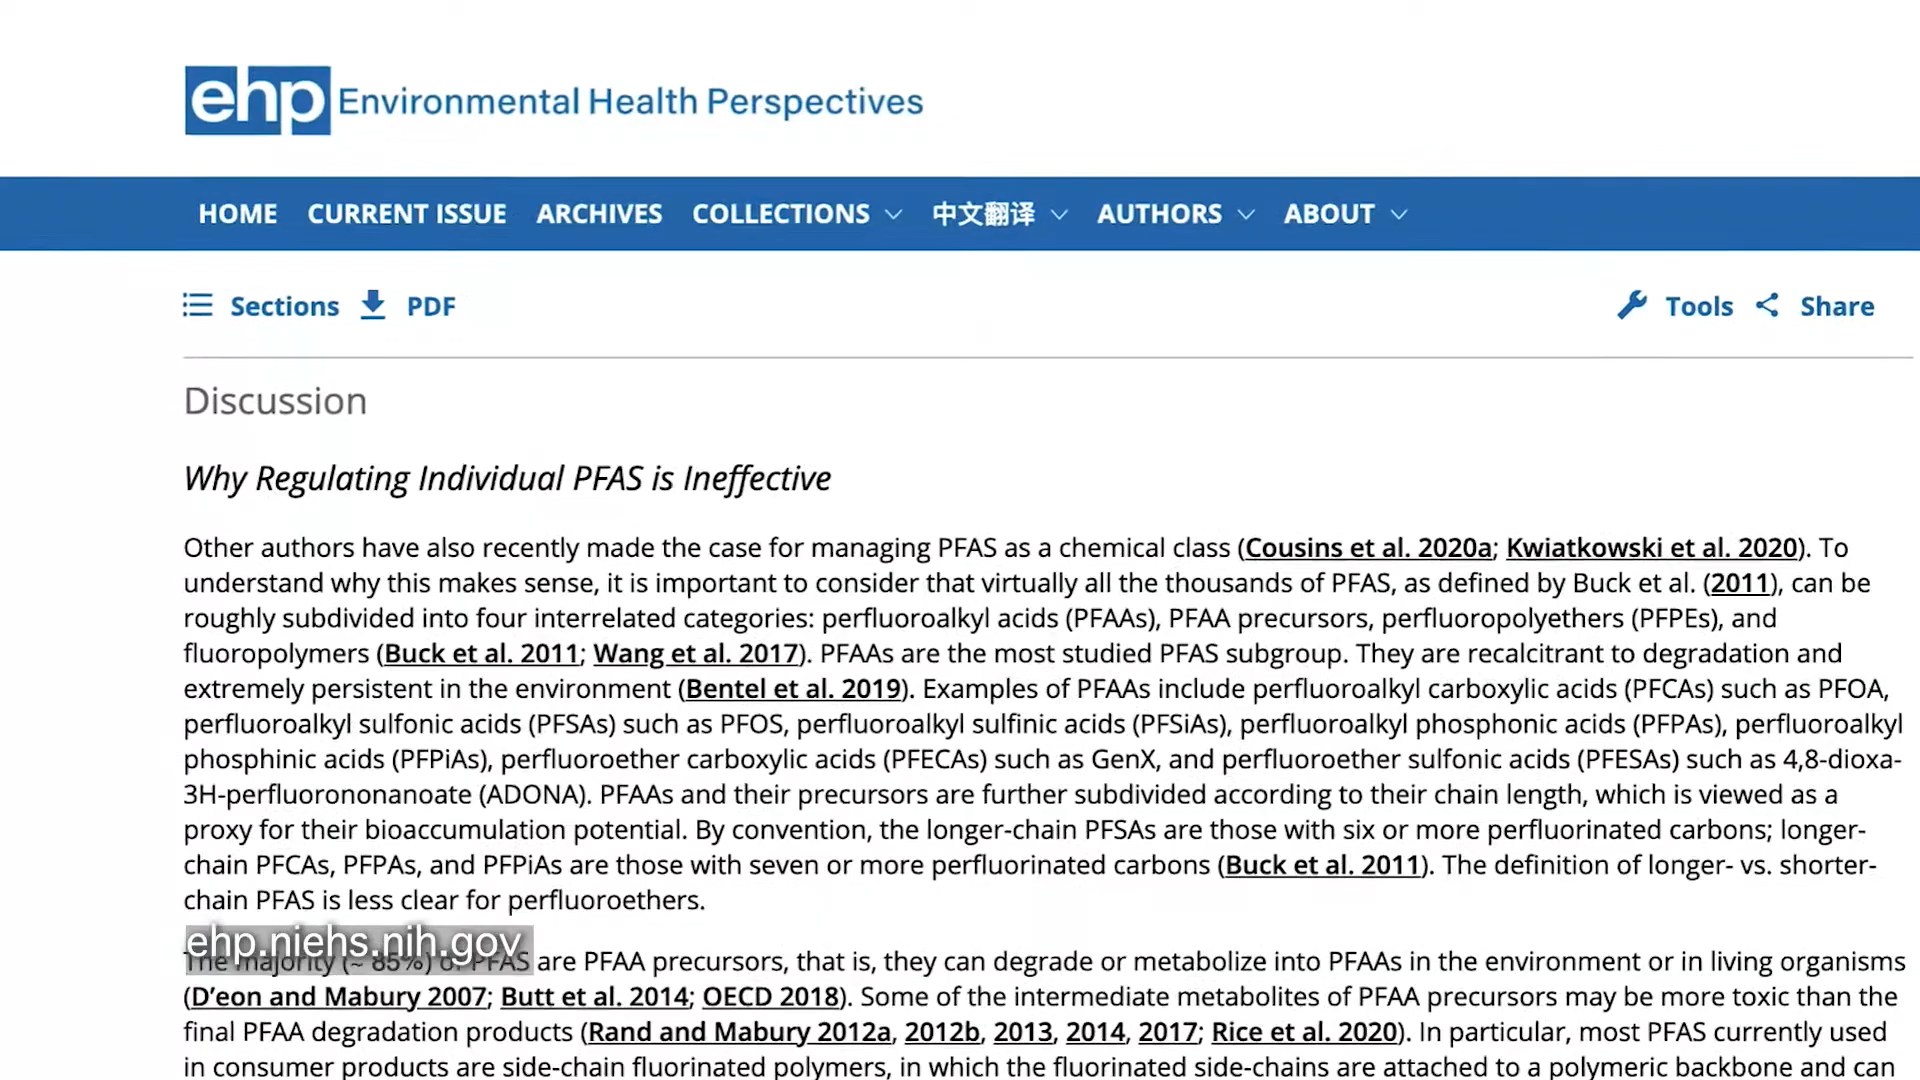 ehp Environmental Health Perspectives
HOME CURRENT ISSUE ARCHIVES COLLECTIONS 中文翻译 AUTHORS ABOUT
Sections PDF Tools Share
Discussion
Why Regulating Individual PFAS is Ineffective
Other authors have also recently made the case for managing PFAS as a chemical class (Cousins et al. 2020a; Kwiatkowski et al. 2020). To
understand why this makes sense, it is important to consider that virtually all the thousands of PFAS, as defined by Buck et al. (2011), can be
roughly subdivided into four interrelated categories: perfluoroalkyl acids (PFAAs), PFAA precursors, perfluoropolyethers (PFPEs), and
fluoropolymers (Buck et al. 2011; Wang et al. 2017). PFAAs are the most studied PFAS subgroup. They are recalcitrant to degradation and
extremely persistent in the environment (Bentel et al. 2019). Examples of PFAAs include perfluoroalkyl carboxylic acids (PFCAs) such as PFOA,
perfluoroalkyl sulfonic acids (PFSAs) such as PFOS, perfluoroalkyl sulfinic acids (PFSiAs), perfluoroalkyl phosphonic acids (PFPAs), perfluoroalkyl
phosphinic acids (PFPiAs), perfluoroether carboxylic acids (PFECAs) such as GenX, and perfluoroether sulfonic acids (PFESAs) such as 4,8-dioxa-
3H-perfluorononanoate (ADONA). PFAAs and their precursors are further subdivided according to their chain length, which is viewed as a
proxy for their bioaccumulation potential. By convention, the longer-chain PFSAs are those with six or more perfluorinated carbons; longer-
chain PFCAs, PFPAs, and PFPiAs are those with seven or more perfluorinated carbons (Buck et al. 2011). The definition of longer- vs. shorter-
chain PFAS is less clear for perfluoroethers.
ehp.niehs.nih.gov
The majority (~ 85%) of PFAS are PFAA precursors, that is, they can degrade or metabolize into PFAAs in the environment or in living organisms
(D’eon and Mabury 2007; Butt et al. 2014; OECD 2018). Some of the intermediate metabolites of PFAA precursors may be more toxic than the
final PFAA degradation products (Rand and Mabury 2012a, 2012b, 2013, 2014, 2017; Rice et al. 2020). In particular, most PFAS currently used
in consumer products are side-chain fluorinated polymers, in which the fluorinated side-chains are attached to a polymeric backbone and can